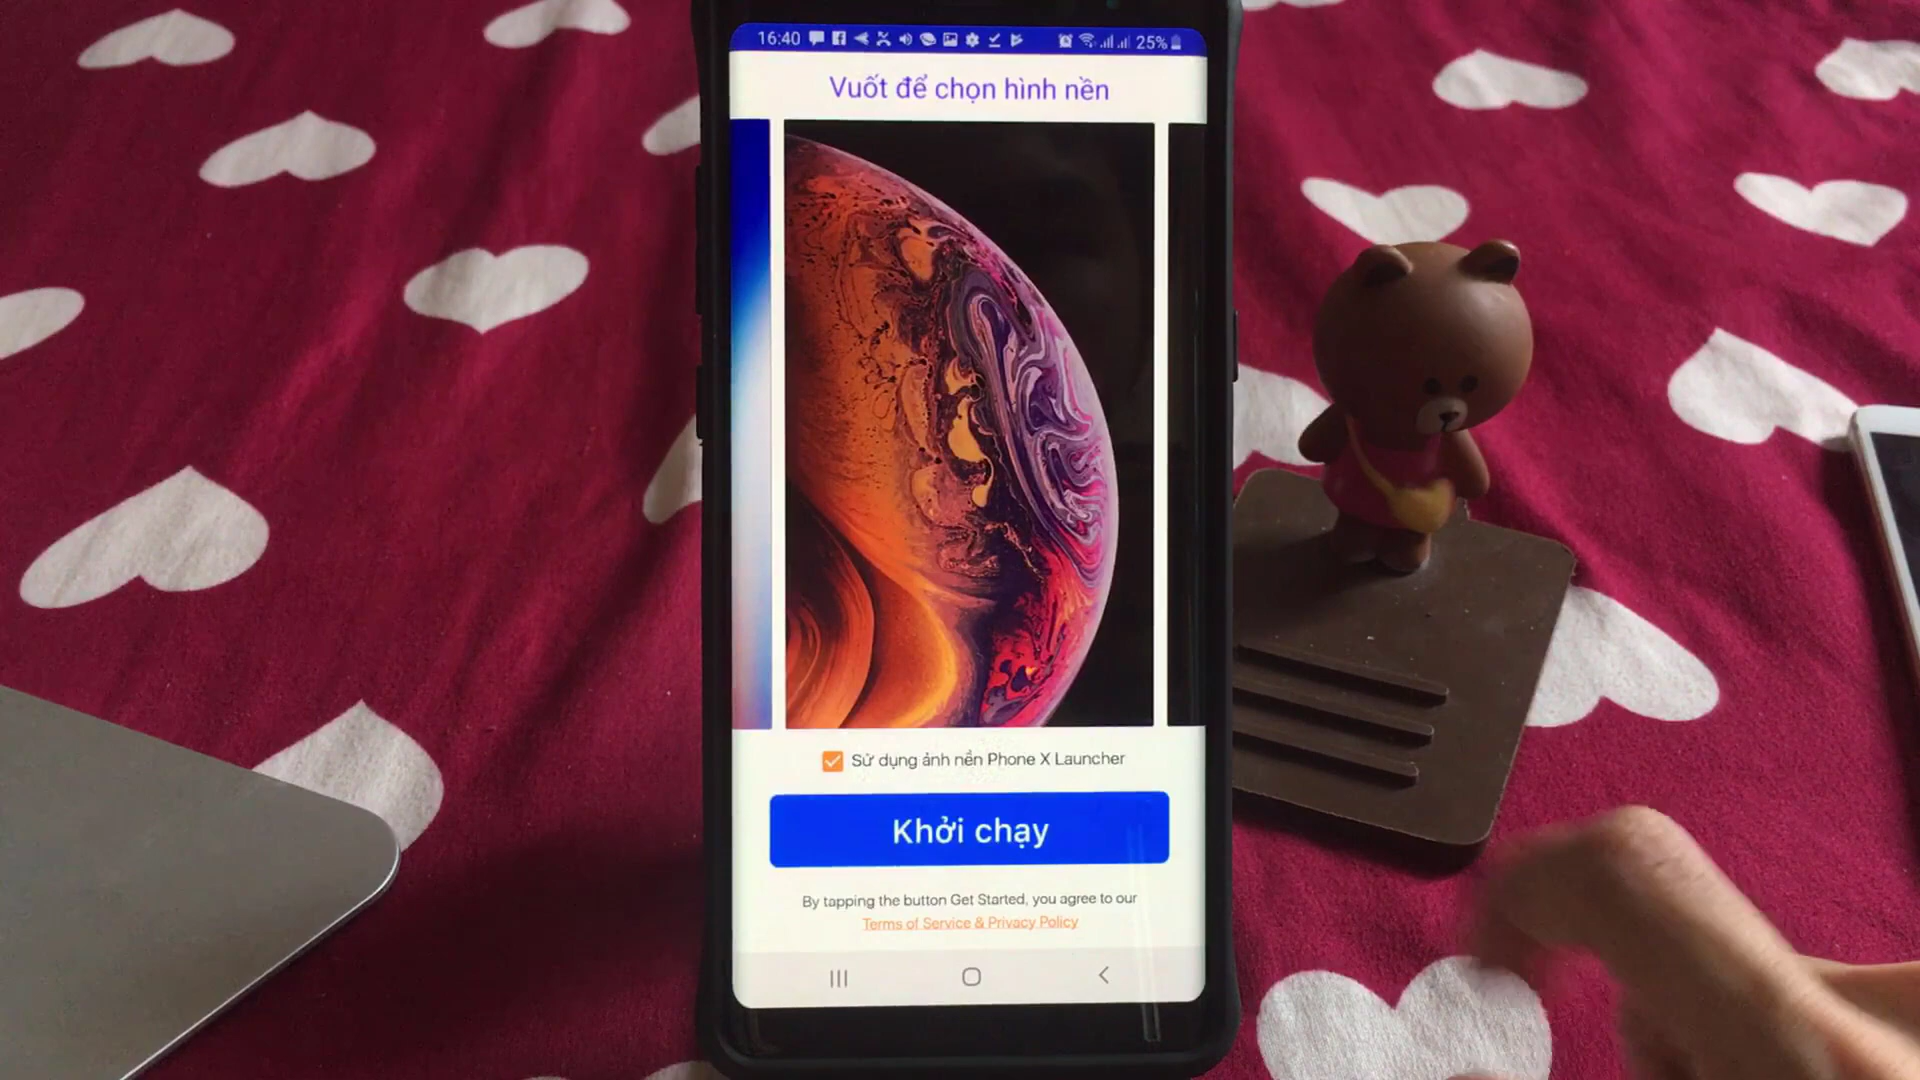 16:40 25%
Vuốt để chọn hình nền
Sử dụng ảnh nền Phone X Launcher
Khởi chạy
By tapping the button Get Started, you agree to our
Terms of Service & Privacy Policy